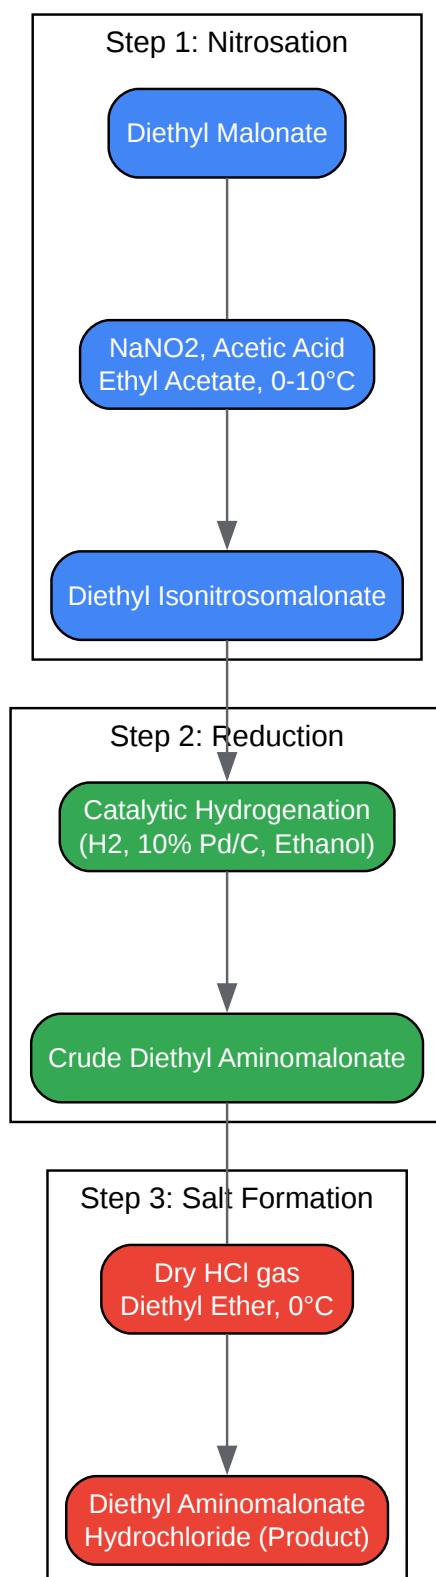 Step 1: Nitrosation
Diethyl Malonate
NaNO2, Acetic Acid
Ethyl Acetate, 0-10°C
Diethyl Isonitrosomalonate
Step 2: Reduction
Catalytic Hydrogenation
(H2, 10% Pd/C, Ethanol)
Crude Diethyl Aminomalonate
Step 3: Salt Formation
Dry HCl gas
Diethyl Ether, 0°C
Diethyl Aminomalonate
Hydrochloride (Product)